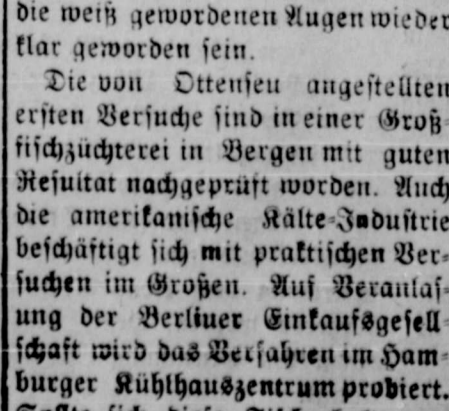 die weiß gewordenen Augen wieder
klar geworden sein.
Die von Ottenseu angestellten
ersten Versuche sind in einer Groß-
fischzüchterei in Bergen mit guten
Resultat nachgeprüft worden. Auch
die amerikanische Kälte-Industrie
beschäftigt sich mit praktischen Ver-
suchen im Großen. Auf Veranlas-
ung der Berliner Einkaufsgesell-
schaft wird das Verfahren im Ham-
burger Kühlhauszentrum probiert.